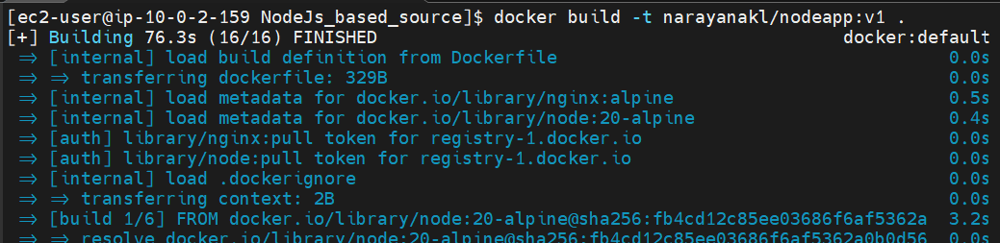 [ec2-user@ip-10-0-2-159 NodeJs_based_source]$ docker build -t narayanakl/nodeapp:v1 .
[+] Building 76.3s (16/16) FINISHED docker:default
=> [internal] load build definition from Dockerfile 0.0s
=> => transferring dockerfile: 329B 0.0s
=> [internal] load metadata for docker.io/library/nginx:alpine 0.5s
=> [internal] load metadata for docker.io/library/node:20-alpine 0.4s
=> [auth] library/nginx:pull token for registry-1.docker.io 0.0s
=> [auth] library/node:pull token for registry-1.docker.io 0.0s
=> [internal] load .dockerignore 0.0s
=> => transferring context: 2B 0.0s
=> [build 1/6] FROM docker.io/library/node:20-alpine@sha256:fb4cd12c85ee03686f6af5362a 3.2s
=> => resolve docker.io/library/node:20-alpine@sha256:fb4cd12c85ee03686f6af5362a0b0d56 0.0s